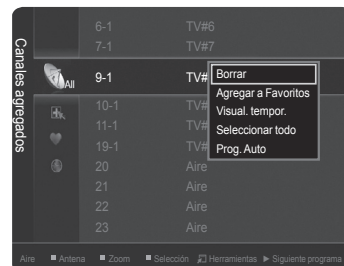 Canales agregados
6-1 TV#6
7-1 TV#7
All 9-1 TV#
10-1 TV#
11-1 TV#
19-1 TV#
20 Aire
21 Aire
22 Aire
23 Aire
Borrar
Agregar a Favoritos
Visual. tempor.
Seleccionar todo
Prog. Auto
Aire Antena Zoom Selección Herramientas Siguiente programa